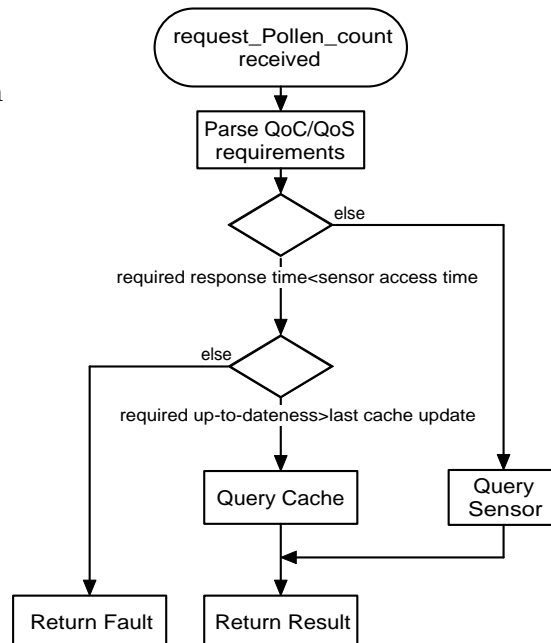 request_Pollen_count
received
Parse QoC/QoS
requirements
else
required response time<sensor access time
else
required up-to-dateness>last cache update
Query Cache
Query
Sensor
Return Fault
Return Result